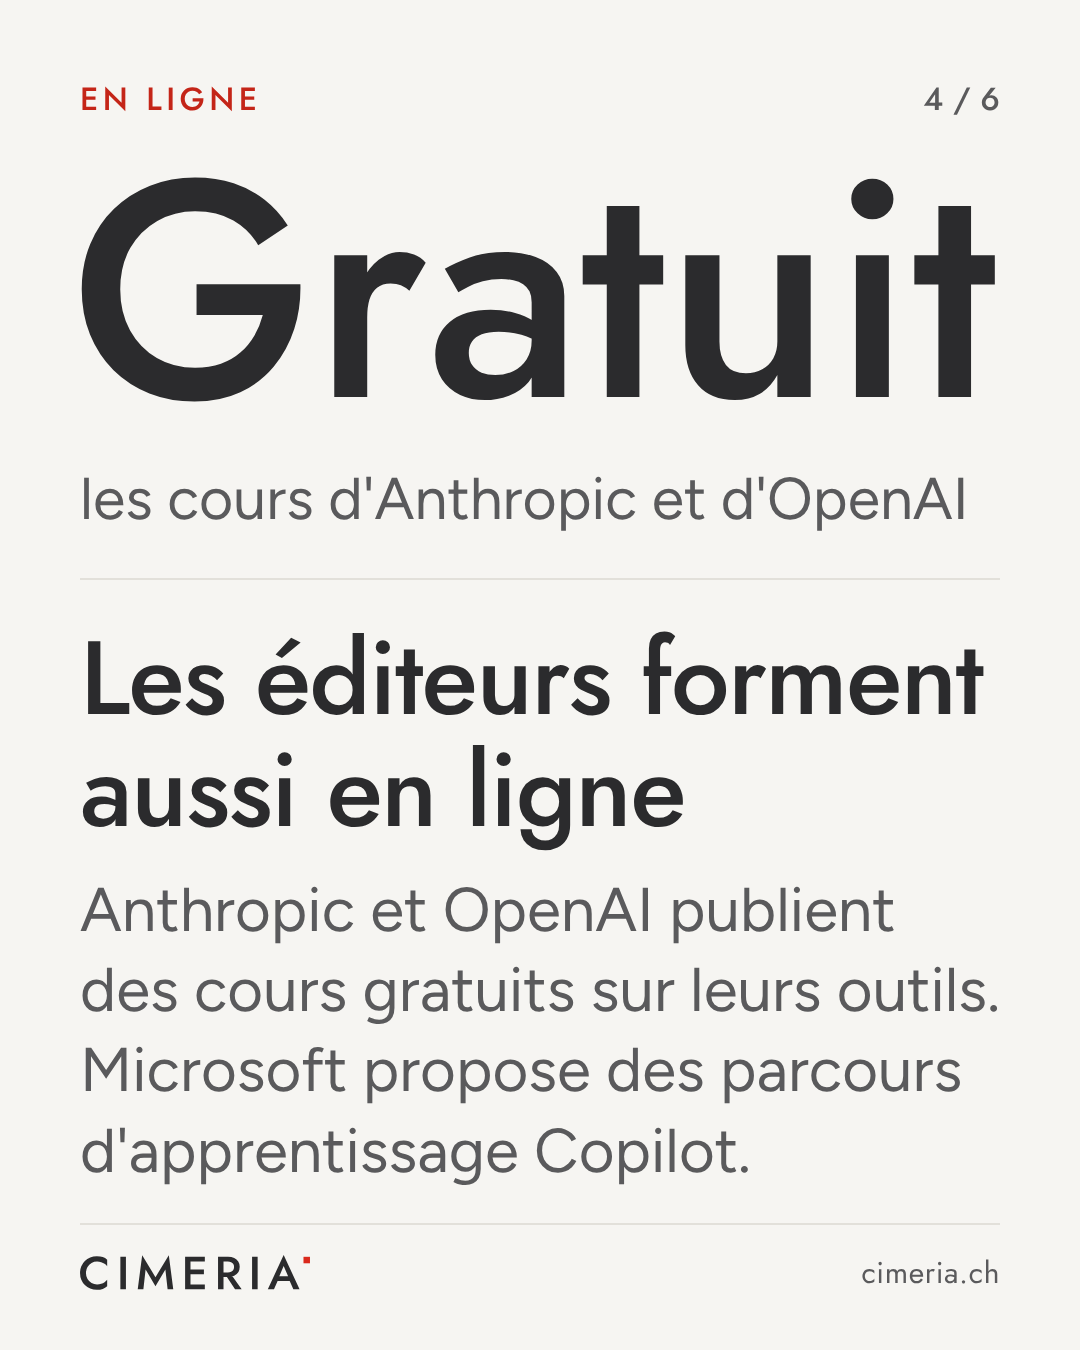 EN LIGNE
4 / 6
Gratuit
les cours d'Anthropic et d'OpenAI
Les éditeurs forment
aussi en ligne
Anthropic et OpenAI publient
des cours gratuits sur leurs outils.
Microsoft propose des parcours
d'apprentissage Copilot.
CIMERIA
cimeria.ch